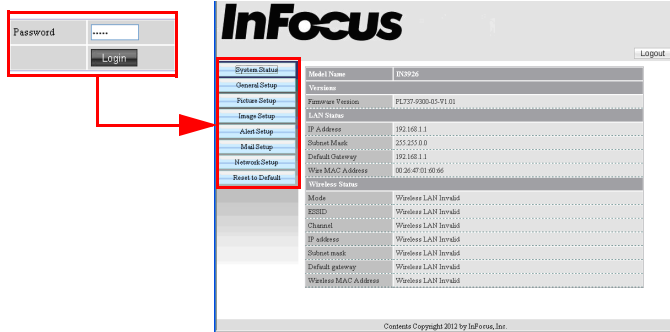 Password •••••
Login
InFocus
Logout
System Status
General Setup
Picture Setup
Image Setup
Alert Setup
Mail Setup
Network Setup
Reset to Default
Model Name IN3926
Versions
Firmware Version PL737-9300-05-V1.01
LAN Status
IP Address 192.168.1.1
Subnet Mask 255.255.0.0
Default Gateway 192.168.1.1
Wire MAC Address 00:26:47:01:60:66
Wireless Status
Mode Wireless LAN Invalid
ESSID Wireless LAN Invalid
Channel Wireless LAN Invalid
IP address Wireless LAN Invalid
Subnet mask Wireless LAN Invalid
Default gateway Wireless LAN Invalid
Wireless MAC Address Wireless LAN Invalid
Contents Copyright 2012 by InFocus, Inc.